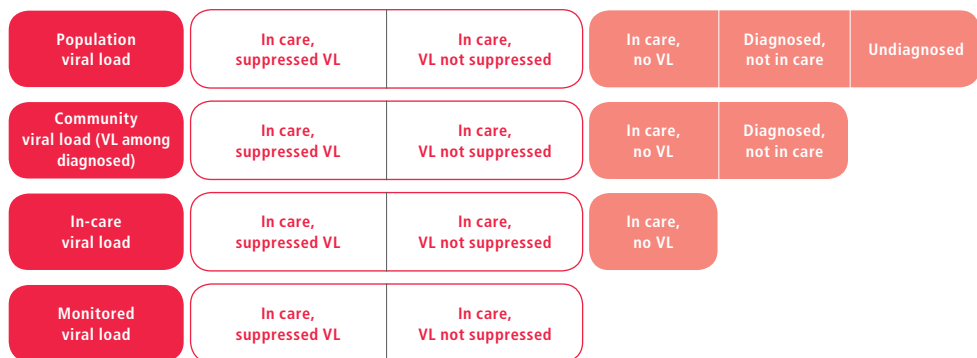 Population
viral load
In care,
suppressed VL
In care,
VL not suppressed
In care,
no VL
Diagnosed,
not in care
Undiagnosed
Community
viral load (VL among
diagnosed)
In care,
suppressed VL
In care,
VL not suppressed
In care,
no VL
Diagnosed,
not in care
In-care
viral load
In care,
suppressed VL
In care,
VL not suppressed
In care,
no VL
Monitored
viral load
In care,
suppressed VL
In care,
VL not suppressed